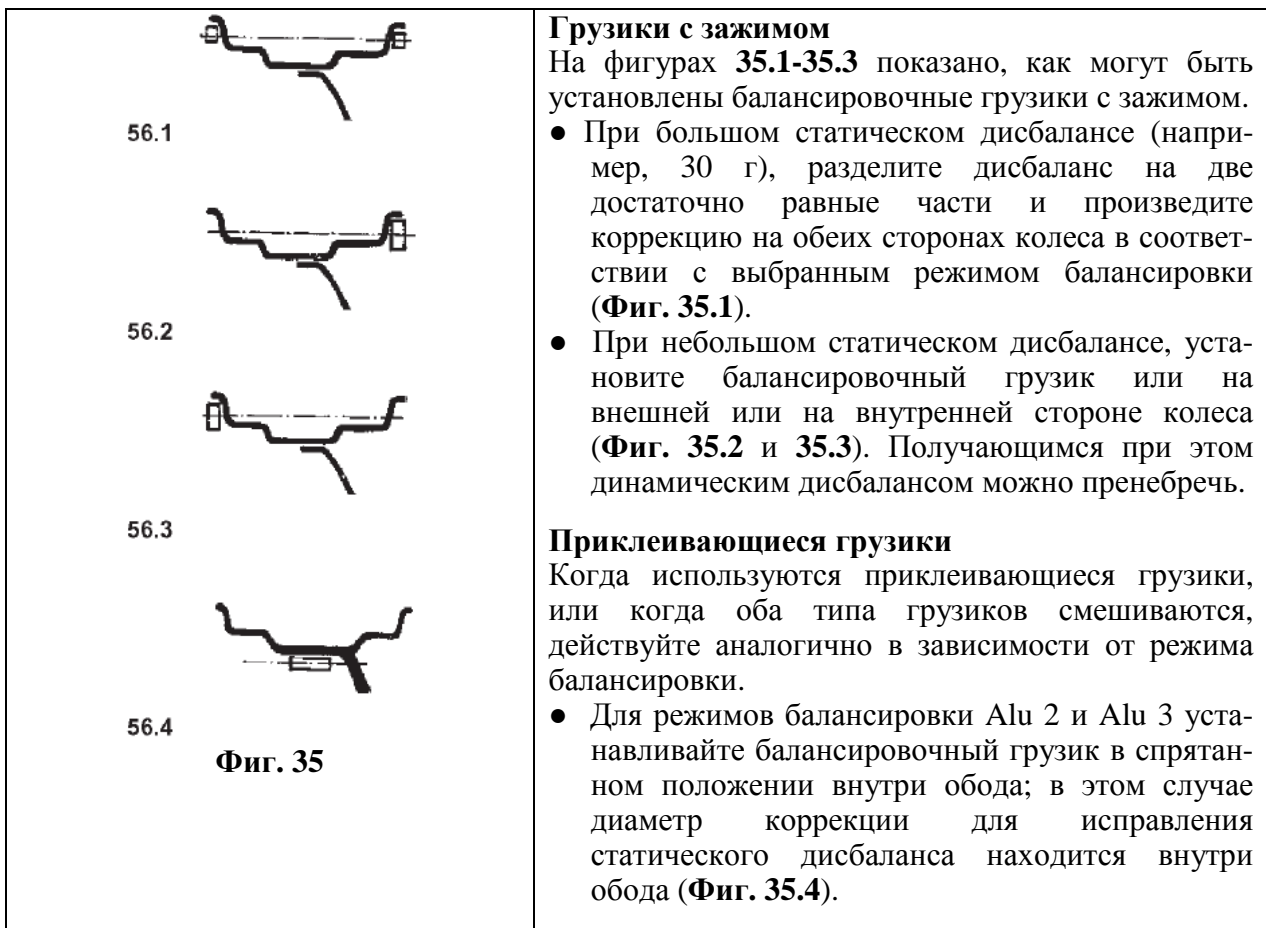 56.1
56.2
56.3
56.4
Фиг. 35
Грузики с зажимом
На фигурах 35.1-35.3 показано, как могут быть
установлены балансировочные грузики с зажимом.
● При большом статическом дисбалансе (напри-
мер, 30 г), разделите дисбаланс на две
достаточно равные части и произведите
коррекцию на обеих сторонах колеса в соответ-
ствии с выбранным режимом балансировки
(Фиг. 35.1).
● При небольшом статическом дисбалансе, уста-
новите балансировочный грузик или на
внешней или на внутренней стороне колеса
(Фиг. 35.2 и 35.3). Получающимся при этом
динамическим дисбалансом можно пренебречь.
Приклеивающиеся грузики
Когда используются приклеивающиеся грузики,
или когда оба типа грузиков смешиваются,
действуйте аналогично в зависимости от режима
балансировки.
● Для режимов балансировки Alu 2 и Alu 3 уста-
навливайте балансировочный грузик в спрятан-
ном положении внутри обода; в этом случае
диаметр коррекции для исправления
статического дисбаланса находится внутри
обода (Фиг. 35.4).